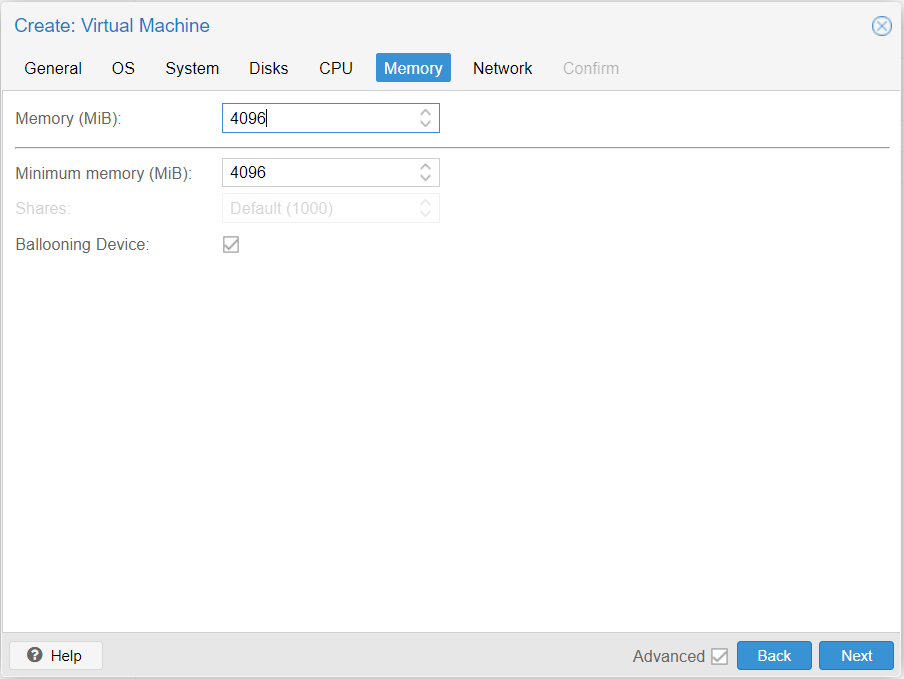 Create: Virtual Machine
General OS System Disks CPU Memory Network Confirm
Memory (MiB): 4096
Minimum memory (MiB): 4096
Shares: Default (1000)
Ballooning Device:
Help Advanced Back Next